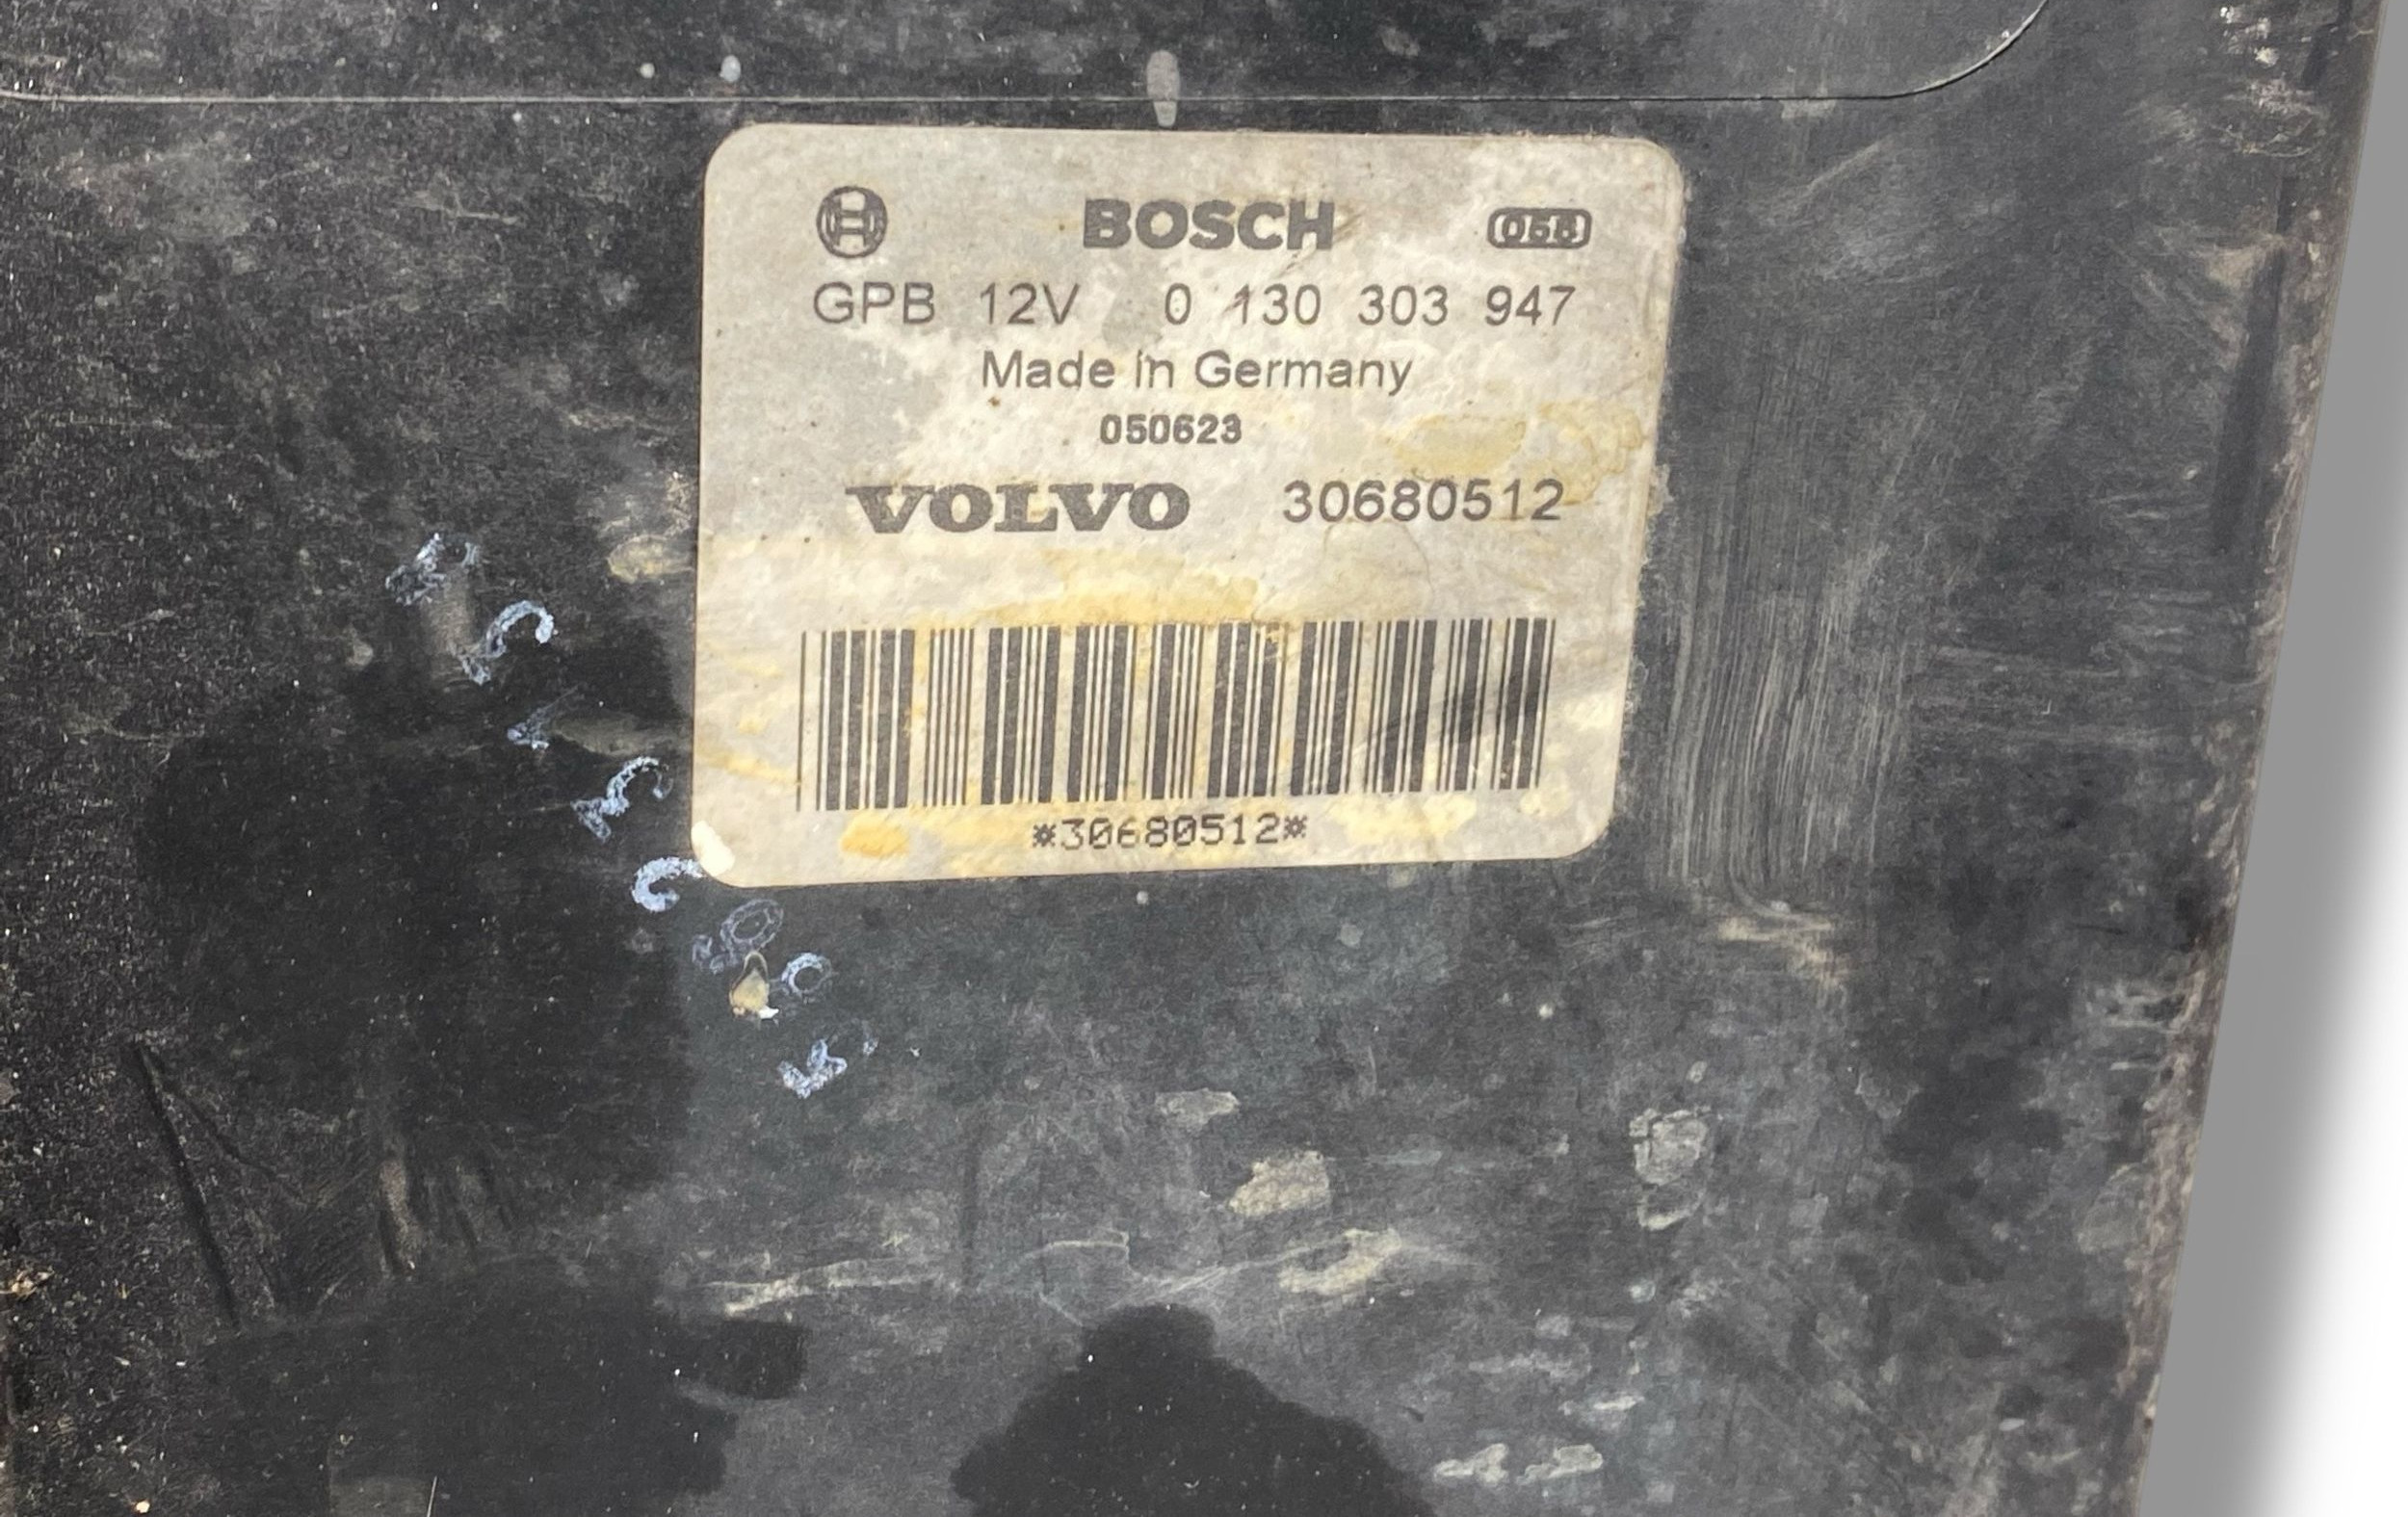 BOSCH
GPB 12V 0 130 303 947
Made in Germany
050623
VOLVO 30680512
*30680512*